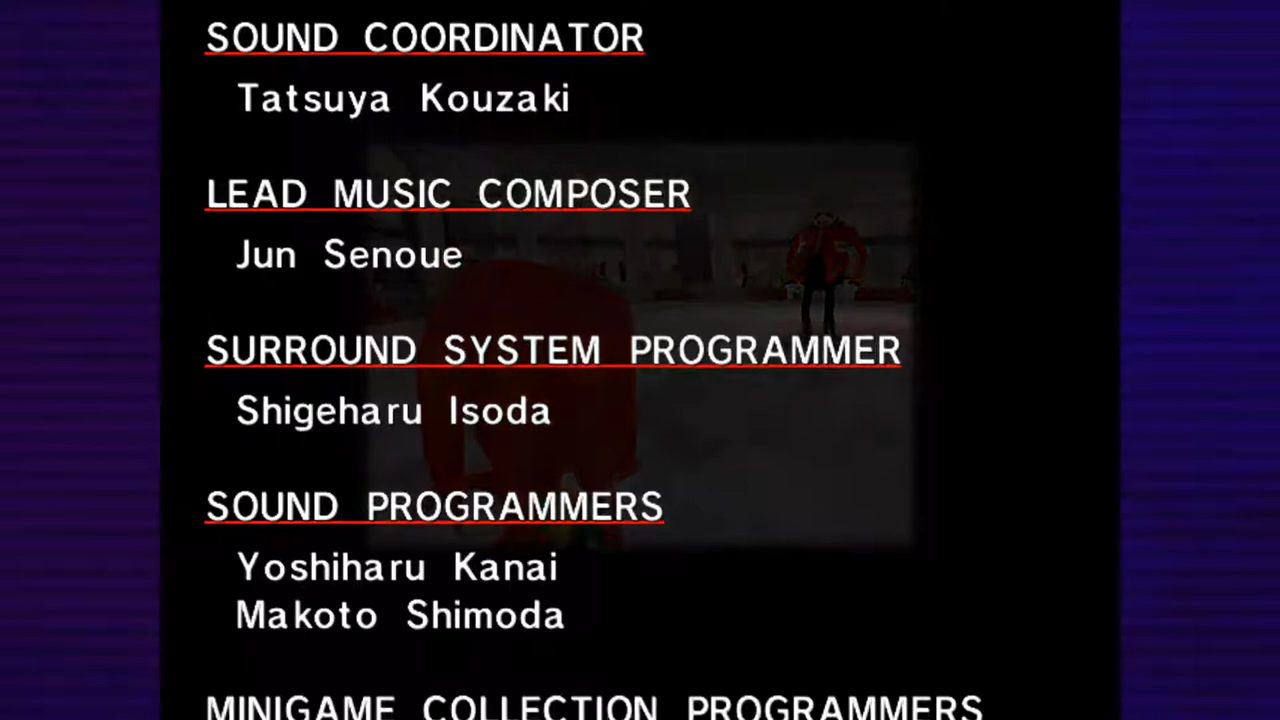 SOUND COORDINATOR
Tatsuya Kouzaki
LEAD MUSIC COMPOSER
Jun Senoue
SURROUND SYSTEM PROGRAMMER
Shigeharu Isoda
SOUND PROGRAMMERS
Yoshiharu Kanai
Makoto Shimoda
MINIGAME COLLECTION PROGRAMMERS